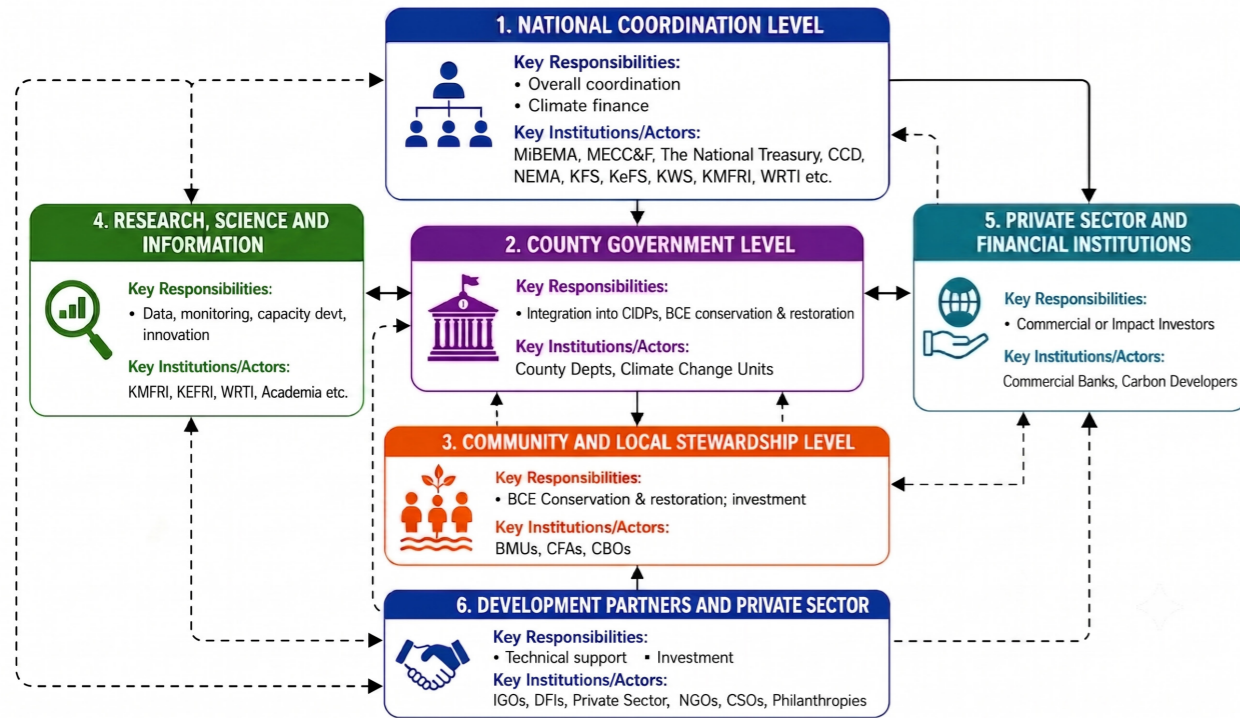 1. NATIONAL COORDINATION LEVEL
Key Responsibilities:
• Overall coordination
• Climate finance
Key Institutions/Actors:
MiBEMA, MECC&F, The National Treasury, CCD,
NEMA, KFS, KeFS, KWS, KMFRI, WRTI etc.
4. RESEARCH, SCIENCE AND
INFORMATION
Key Responsibilities:
• Data, monitoring, capacity devt,
innovation
Key Institutions/Actors:
KMFRI, KEFRI, WRTI, Academia etc.
2. COUNTY GOVERNMENT LEVEL
Key Responsibilities:
• Integration into CIDPs, BCE conservation & restoration
Key Institutions/Actors:
County Depts, Climate Change Units
5. PRIVATE SECTOR AND
FINANCIAL INSTITUTIONS
Key Responsibilities:
• Commercial or Impact Investors
Key Institutions/Actors:
Commercial Banks, Carbon Developers
3. COMMUNITY AND LOCAL STEWARDSHIP LEVEL
Key Responsibilities:
• BCE Conservation & restoration; investment
Key Institutions/Actors:
BMUs, CFAs, CBOs
6. DEVELOPMENT PARTNERS AND PRIVATE SECTOR
Key Responsibilities:
• Technical support ▪ Investment
Key Institutions/Actors:
IGOs, DFIs, Private Sector, NGOs, CSOs, Philanthropies